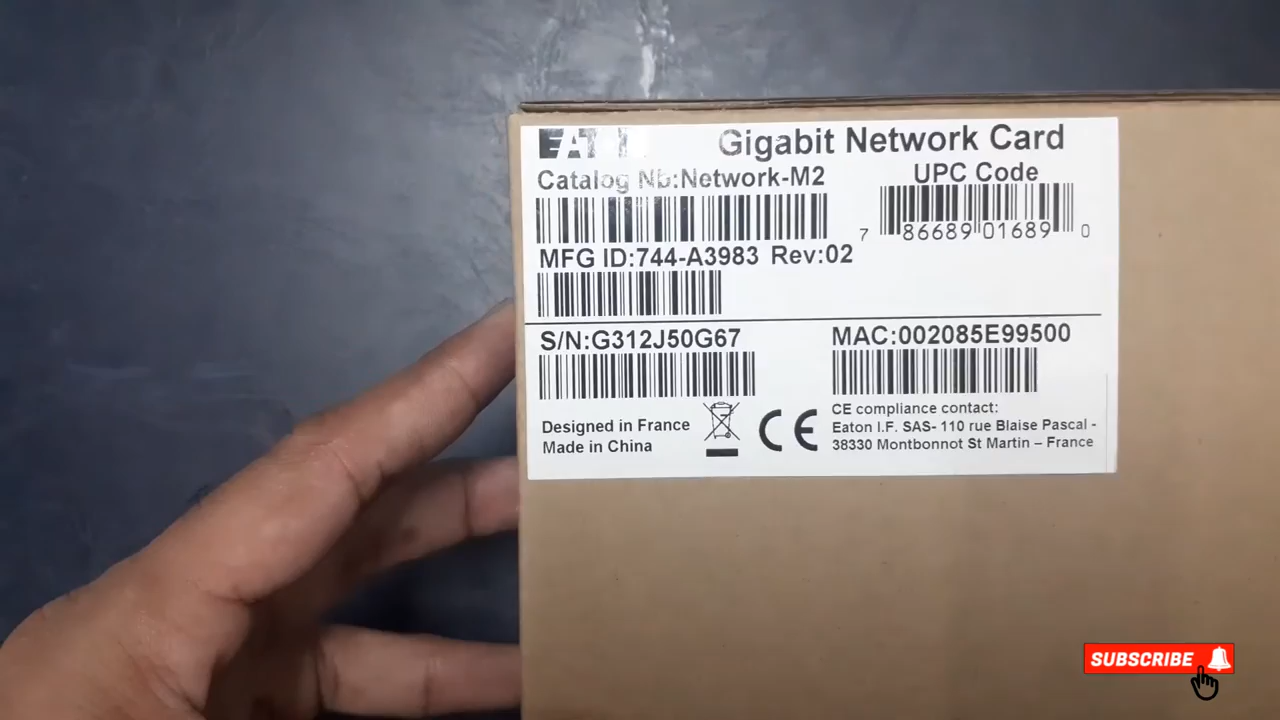 EATON Gigabit Network Card
Catalog Nb:Network-M2
UPC Code
7 86689 01689 0
MFG ID:744-A3983 Rev:02
S/N:G312J50G67
MAC:002085E99500
Designed in France
Made in China
CE
CE compliance contact:
Eaton I.F. SAS- 110 rue Blaise Pascal -
38330 Montbonnot St Martin – France
SUBSCRIBE